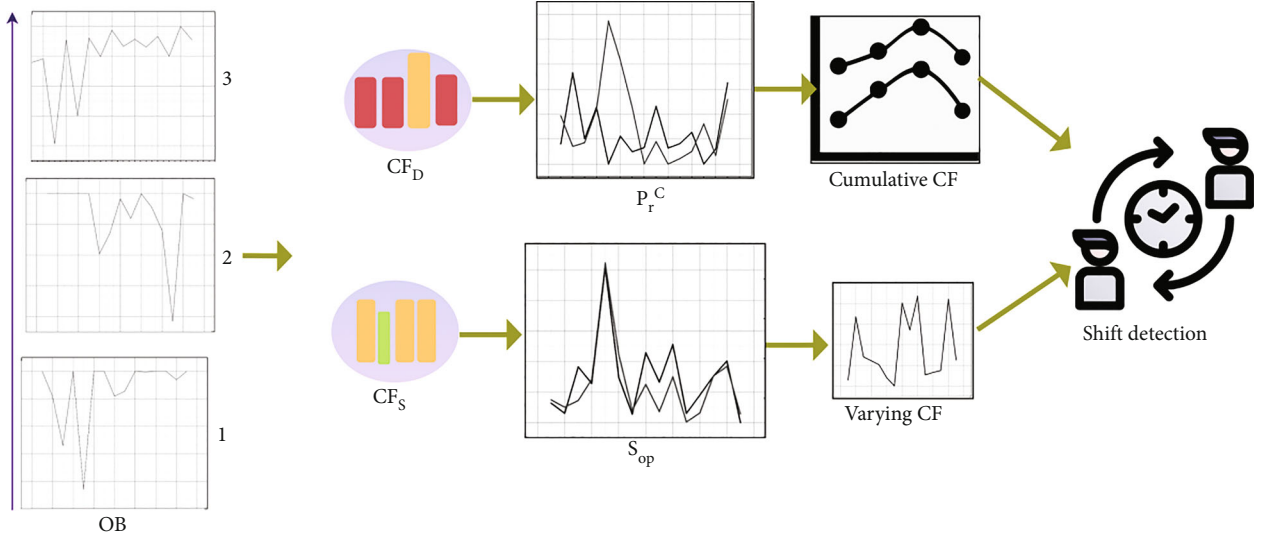 3
2
1
OB
CF_D
P_r^C
Cumulative CF
CF_S
S_op
Varying CF
Shift detection